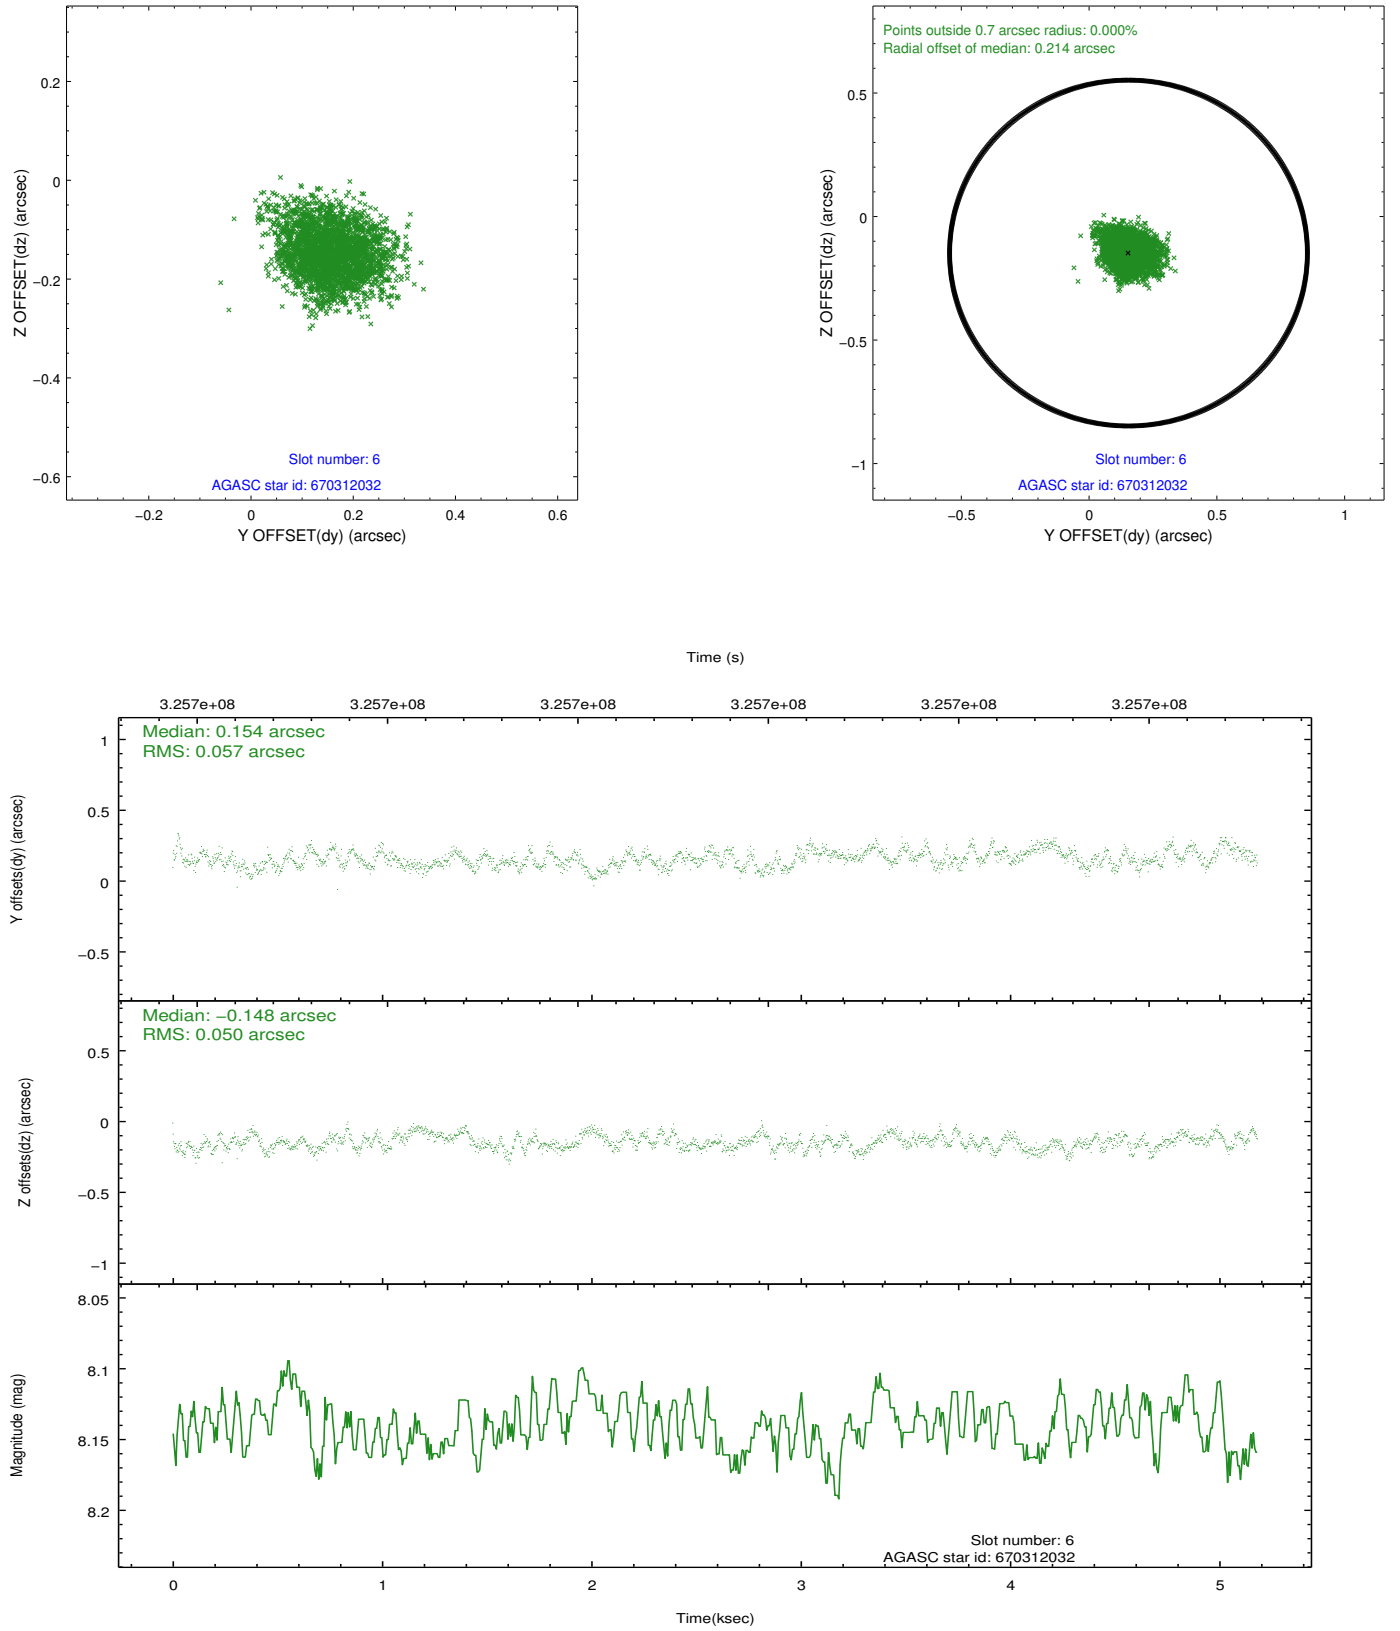 0.2
0
−0.2
−0.4
−0.6
Z OFFSET(dz) (arcsec)
Slot number: 6
AGASC star id: 670312032
−0.2 0 0.2 0.4 0.6
Y OFFSET(dy) (arcsec)
Points outside 0.7 arcsec radius: 0.000%
Radial offset of median: 0.214 arcsec
0.5
0
−0.5
−1
Z OFFSET(dz) (arcsec)
Slot number: 6
AGASC star id: 670312032
−0.5 0 0.5 1
Y OFFSET(dy) (arcsec)
Time (s)
3.257e+08 3.257e+08 3.257e+08 3.257e+08 3.257e+08 3.257e+08
Median: 0.154 arcsec
RMS: 0.057 arcsec
1
0.5
0
−0.5
Y offsets(dy) (arcsec)
Median: −0.148 arcsec
RMS: 0.050 arcsec
0.5
0
−0.5
−1
Z offsets(dz) (arcsec)
8.05
8.1
8.15
8.2
Magnitude (mag)
Slot number: 6
AGASC star id: 670312032
0 1 2 3 4 5
Time(ksec)